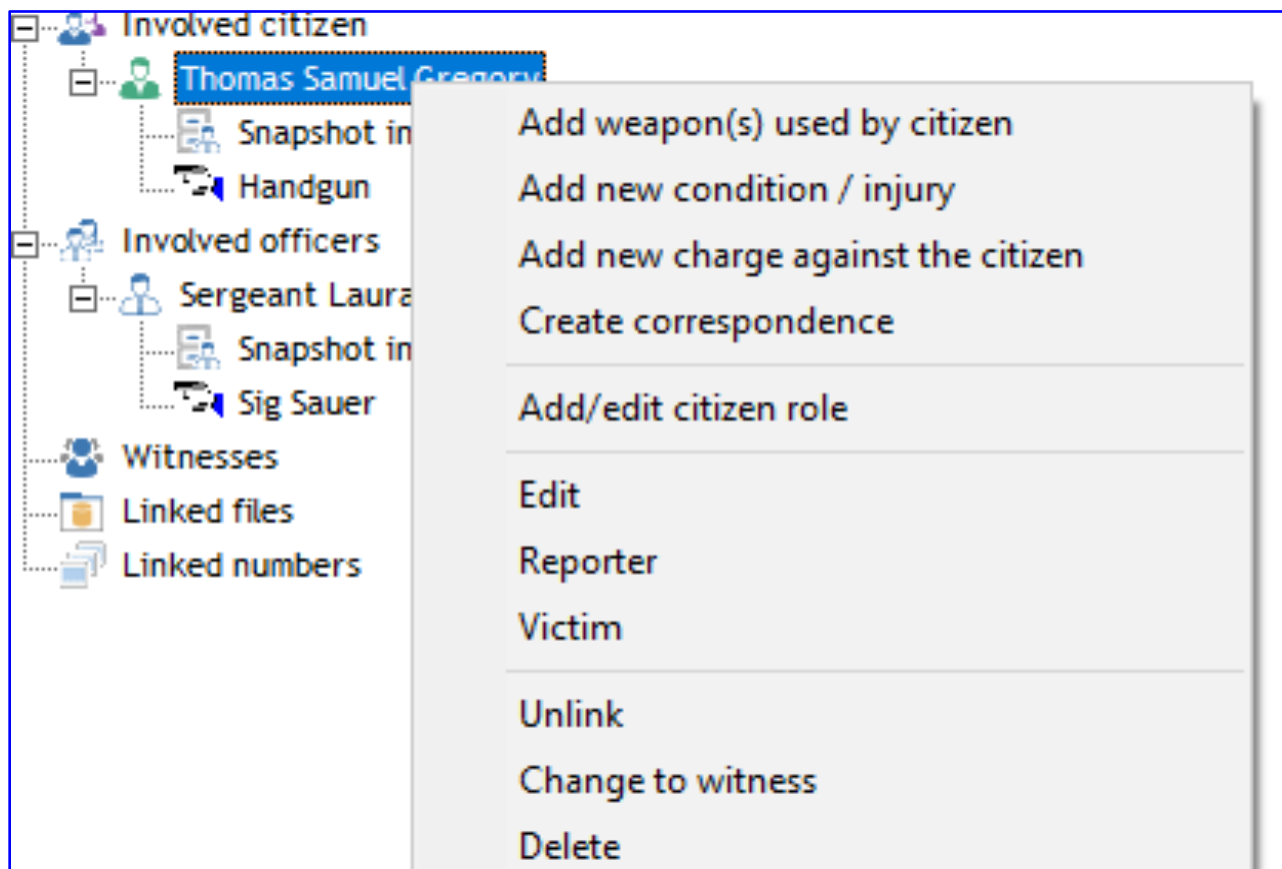 Involved citizen
Thomas Samuel Gregory
Snapshot in
Handgun
Involved officers
Sergeant Laura
Snapshot in
Sig Sauer
Witnesses
Linked files
Linked numbers
Add weapon(s) used by citizen
Add new condition / injury
Add new charge against the citizen
Create correspondence
Add/edit citizen role
Edit
Reporter
Victim
Unlink
Change to witness
Delete